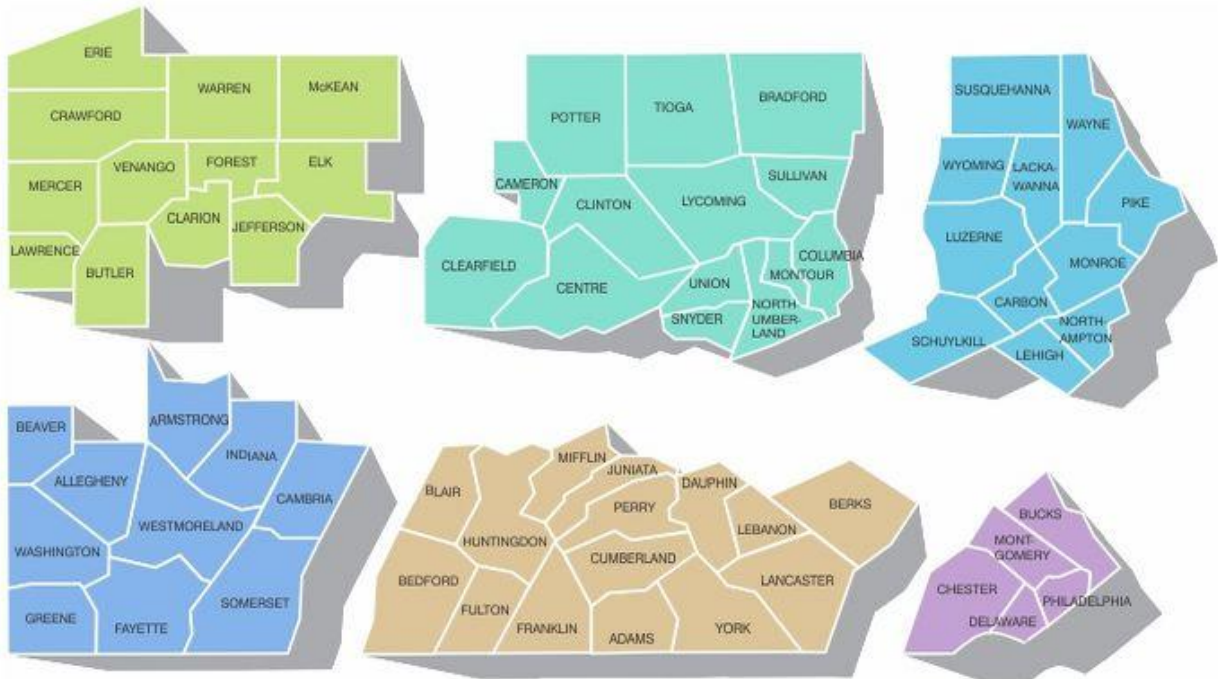 ERIE
WARREN
McKEAN
CRAWFORD
VENANGO
FOREST
ELK
MERCER
CLARION
JEFFERSON
LAWRENCE
BUTLER
POTTER
TIOGA
BRADFORD
CAMERON
CLINTON
LYCOMING
SULLIVAN
CLEARFIELD
CENTRE
UNION
MONTOUR
COLUMBIA
SNYDER
NORTH
UMBER-
LAND
SUSQUEHANNA
WAYNE
WYOMING
LACKA-
WANNA
PIKE
LUZERNE
MONROE
CARBON
SCHUYLKILL
NORTH-
AMPTON
LEHIGH
BEAVER
ARMSTRONG
INDIANA
ALLEGHENY
CAMBRIA
WESTMORELAND
WASHINGTON
SOMERSET
GREENE
FAYETTE
BLAIR
MIFFLIN
JUNIATA
DAUPHIN
BERKS
PERRY
LEBANON
HUNTINGDON
CUMBERLAND
BEDFORD
LANCASTER
FULTON
FRANKLIN
ADAMS
YORK
BUCKS
MONT-
GOMERY
CHESTER
PHILADELPHIA
DELAWARE